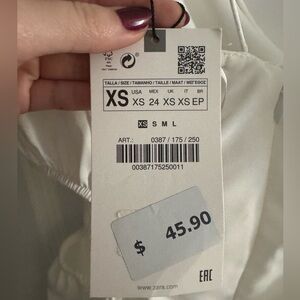 TALLA / SIZE / TAMANHO / TAILLE / MAAT / ΜΕΓΕΘΟΣ
XS USA XS MEX 24 UK XS IT XS BR EP
XS S M L
ART.: 0387 / 175 / 250
00387175250011
$ 45.90
www.zara.com
EAC